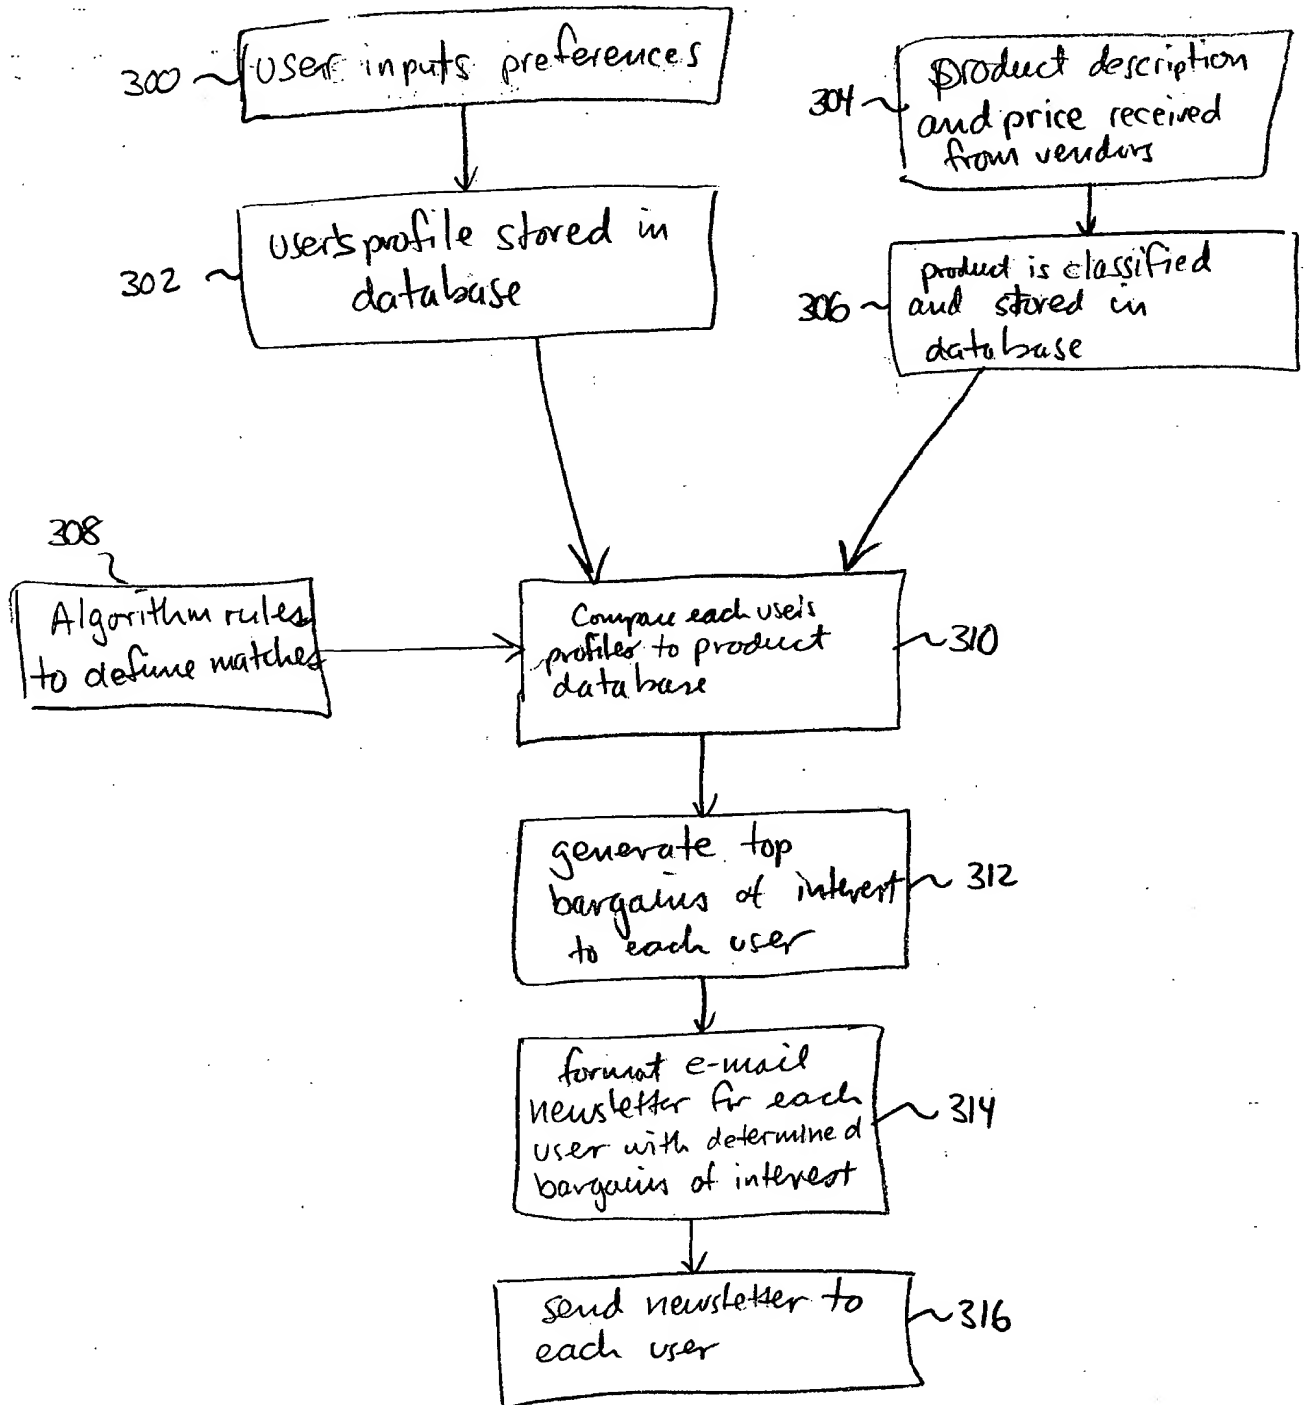 300
user inputs preferences
302
user's profile stored in
database
304
product description
and price received
from vendors
306
product is classified
and stored in
database
308
Algorithm rules
to define matches
Compare each user's
profiles to product
database
310
generate top
bargains of interest
to each user
312
format e-mail
newsletter for each
user with determined
bargains of interest
314
send newsletter to
each user
316